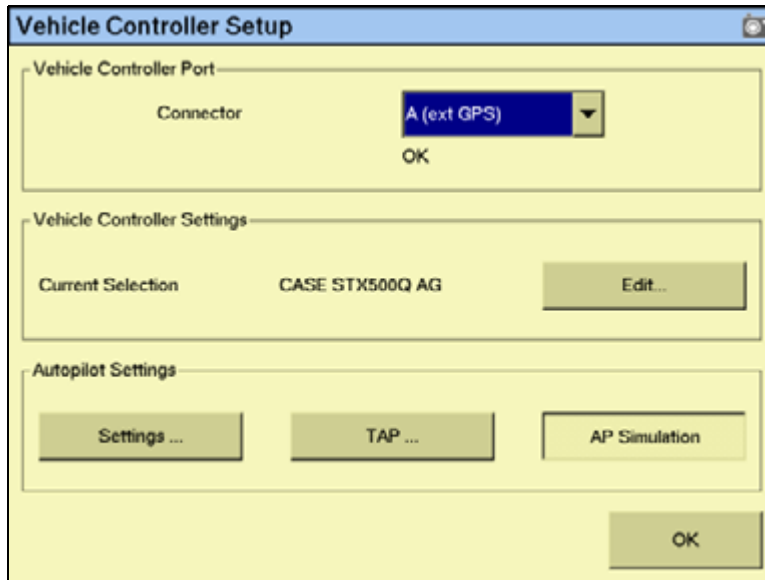 Vehicle Controller Setup
Vehicle Controller Port
Connector A (ext GPS)
OK
Vehicle Controller Settings
Current Selection CASE STX500Q AG Edit...
Autopilot Settings
Settings ... TAP ... AP Simulation
OK